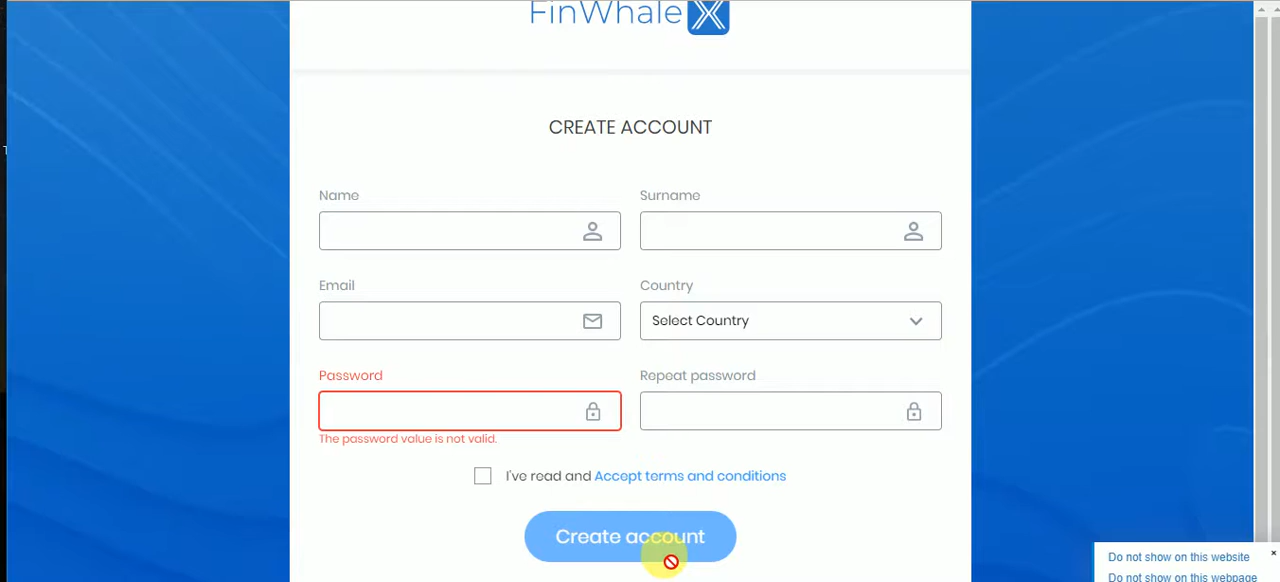 FinWhale X
CREATE ACCOUNT
Name Surname
Email Country
Select Country
Password Repeat password
The password value is not valid.
I've read and Accept terms and conditions
Create account
Do not show on this website
Do not show on this webpage